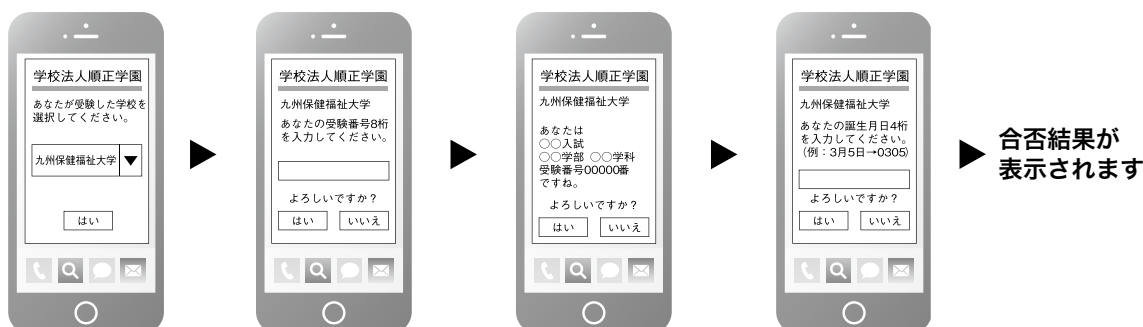 学校法人順正学園
あなたが受験した学校を
選択してください。
九州保健福祉大学 ▼
はい
学校法人順正学園
九州保健福祉大学
あなたの受験番号8桁
を入力してください。
よろしいですか？
はい いいえ
学校法人順正学園
九州保健福祉大学
あなたは
○○入試
○○学部 ○○学科
受験番号00000番
ですね。
よろしいですか？
はい いいえ
学校法人順正学園
九州保健福祉大学
あなたの誕生月日4桁
を入力してください。
(例：3月5日→0305)
よろしいですか？
はい いいえ
合否結果が
表示されます